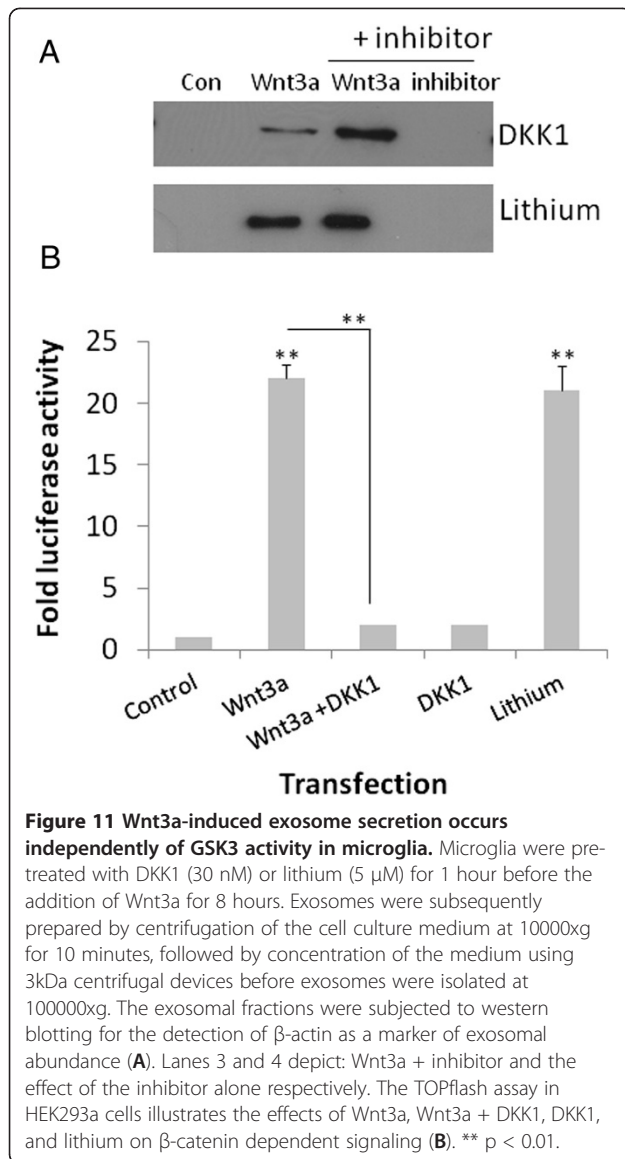 A
+ inhibitor
Con Wnt3a Wnt3a inhibitor
DKK1
Lithium
B
**
**
**
Fold luciferase activity
25
20
15
10
5
0
Control
Wnt3a
Wnt3a +DKK1
DKK1
Lithium
Transfection
Figure 11 Wnt3a-induced exosome secretion occurs
independently of GSK3 activity in microglia. Microglia were pre-
treated with DKK1 (30 nM) or lithium (5 μM) for 1 hour before the
addition of Wnt3a for 8 hours. Exosomes were subsequently
prepared by centrifugation of the cell culture medium at 10000xg
for 10 minutes, followed by concentration of the medium using
3kDa centrifugal devices before exosomes were isolated at
100000xg. The exosomal fractions were subjected to western
blotting for the detection of β-actin as a marker of exosomal
abundance (A). Lanes 3 and 4 depict: Wnt3a + inhibitor and the
effect of the inhibitor alone respectively. The TOPflash assay in
HEK293a cells illustrates the effects of Wnt3a, Wnt3a + DKK1, DKK1,
and lithium on β-catenin dependent signaling (B). ** p < 0.01.